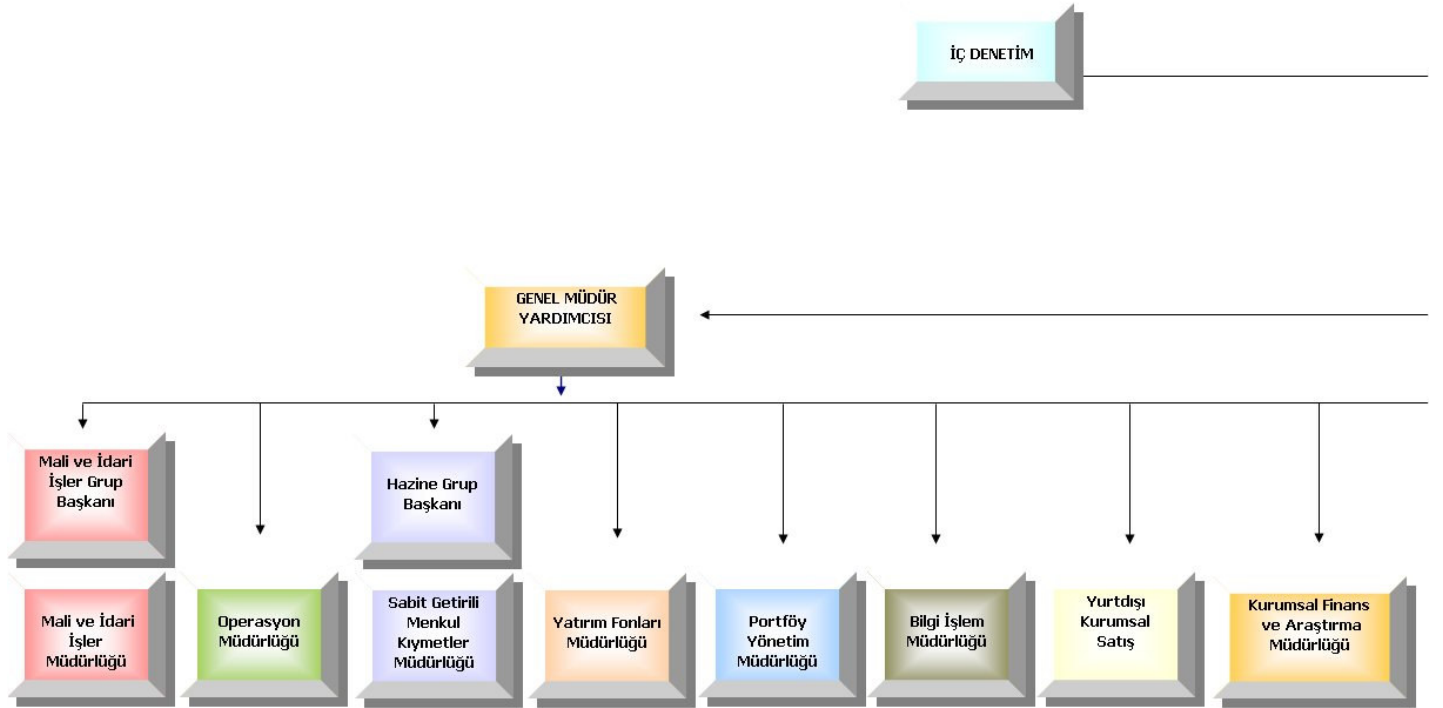 İÇ DENETİM
GENEL MÜDÜR
YARDIMCISI
Mali ve İdari
İşler Grup
Başkanı
Hazine Grup
Başkanı
Mali ve İdari
İşler
Müdürlüğü
Operasyon
Müdürlüğü
Sabit Getirili
Menkul
Kıymetler
Müdürlüğü
Yatırım Fonları
Müdürlüğü
Portföy
Yönetim
Müdürlüğü
Bilgi İşlem
Müdürlüğü
Yurtdışı
Kurumsal
Satış
Kurumsal Finans
ve Araştırma
Müdürlüğü